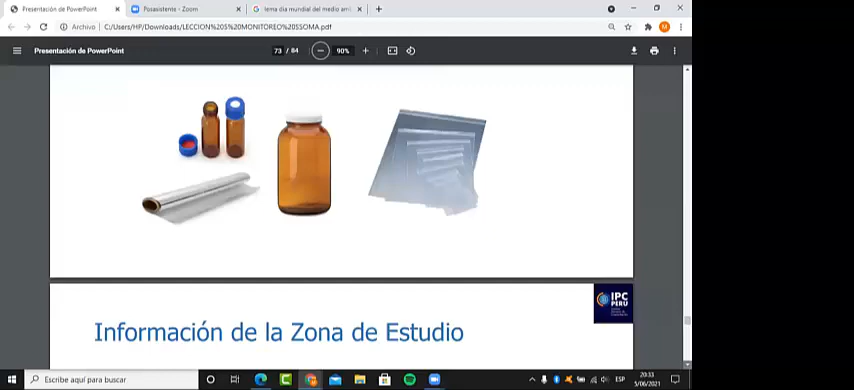 Presentación de PowerPoint
Posasistente - Zoom
tema dia mundial del medio am
Archivo
C:/Users/HP/Downloads/LECCION%205%20MONITOREO%20SSOMA.pdf
M
Presentación de PowerPoint
73 / 84
90%
IPC
PERU
Información de la Zona de Estudio
Escribe aquí para buscar
ESP
20:33
5/06/2021